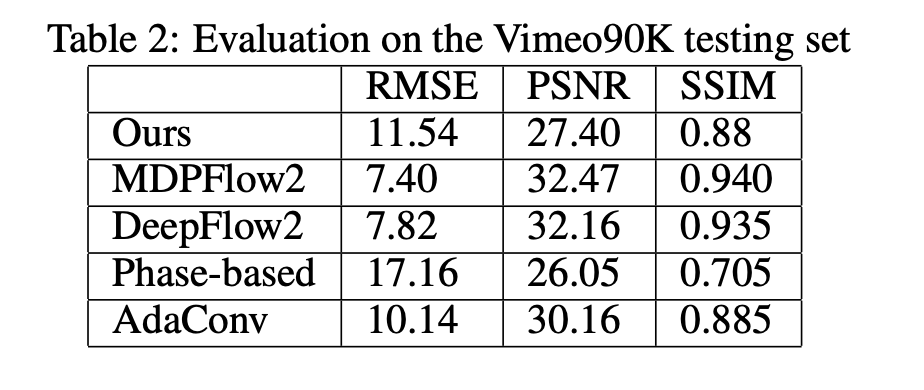 Table 2: Evaluation on the Vimeo90K testing set
RMSE PSNR SSIM
Ours 11.54 27.40 0.88
MDPFlow2 7.40 32.47 0.940
DeepFlow2 7.82 32.16 0.935
Phase-based 17.16 26.05 0.705
AdaConv 10.14 30.16 0.885